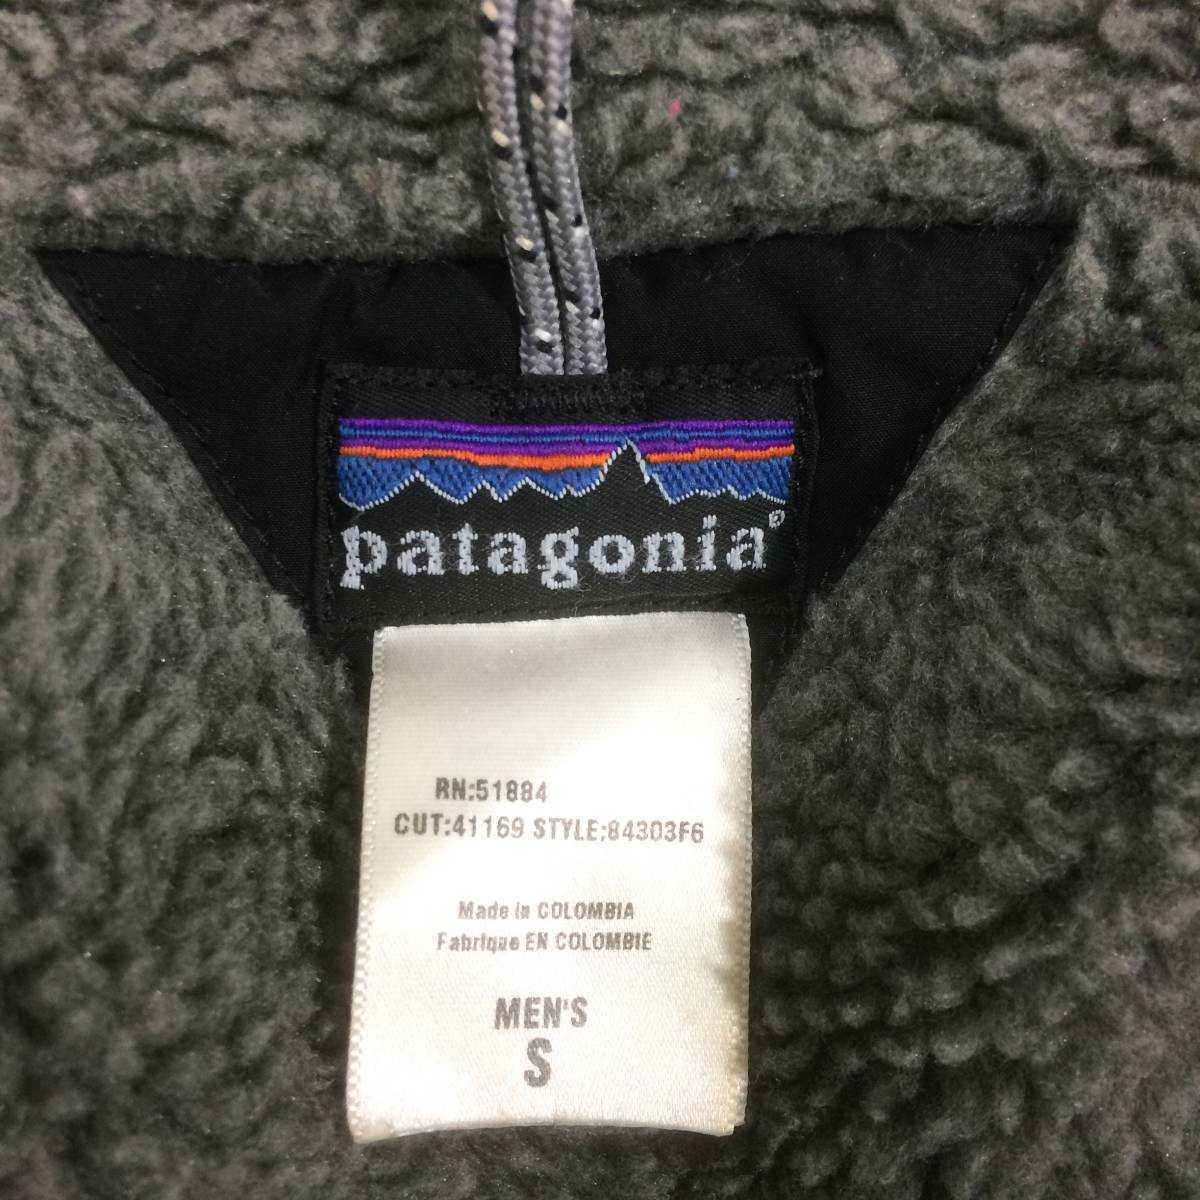 patagonia®
RN:51884
CUT:41169 STYLE:84303F6
Made in COLOMBIA
Fabrique EN COLOMBIE
MEN'S
S